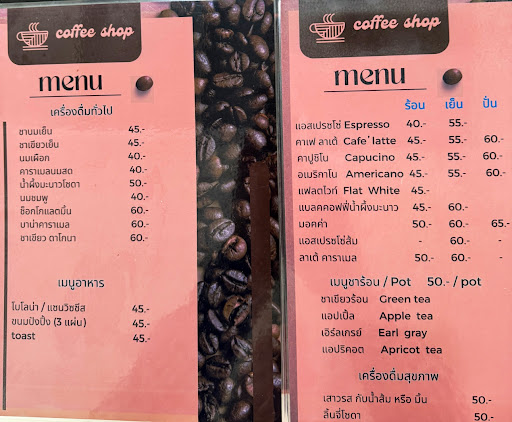 coffee shop
menu
เครื่องดื่มทั่วไป
ชานมเย็น 45.-
ชาเขียวเย็น 45.-
นมเผือก 40.-
คาราเมลนมสด 40.-
น้ำผึ้งมะนาวโซดา 50.-
นมชมพู 40.-
ช็อกโกแลตมิ้น 60.-
บาน่าคาราเมล 60.-
ชาเขียว ดาโกนา 60.-
เมนูอาหาร
โบโลน่า / แซนวิชชีส 45.-
ขนมปังปิ้ง (3 แผ่น) 45.-
toast 45.-
coffee shop
menu
ร้อน เย็น ปั่น
แอสเปรซโซ่ Espresso 40.- 55.-
คาเฟ่ ลาเต้ Cafe'latte 45.- 55.- 60.-
คาปูชิโน Capucino 45.- 55.- 60.-
อเมริกาโน Americano 45.- 55.- 60.-
แฟลตไวท์ Flat White 45.-
แบลคคอฟฟี่น้ำผึ้งมะนาว 45.- 60.-
มอคค่า 50.- 60.- 65.-
แอสเปรซโซ่ส้ม - 65.- -
ลาเต้ คาราเมล 50.- 60.- -
เมนูชาร้อน / Pot 50.- / pot
ชาเขียวร้อน Green tea
แอปเปิ้ล Apple tea
เอิร์ลเกรย์ Earl gray
แอปริคอต Apricot tea
เครื่องดื่มสุขภาพ
เสาวรส กับน้ำส้ม หรือ มิ้น 50.-
ลิ้นจี่โซดา 50.-